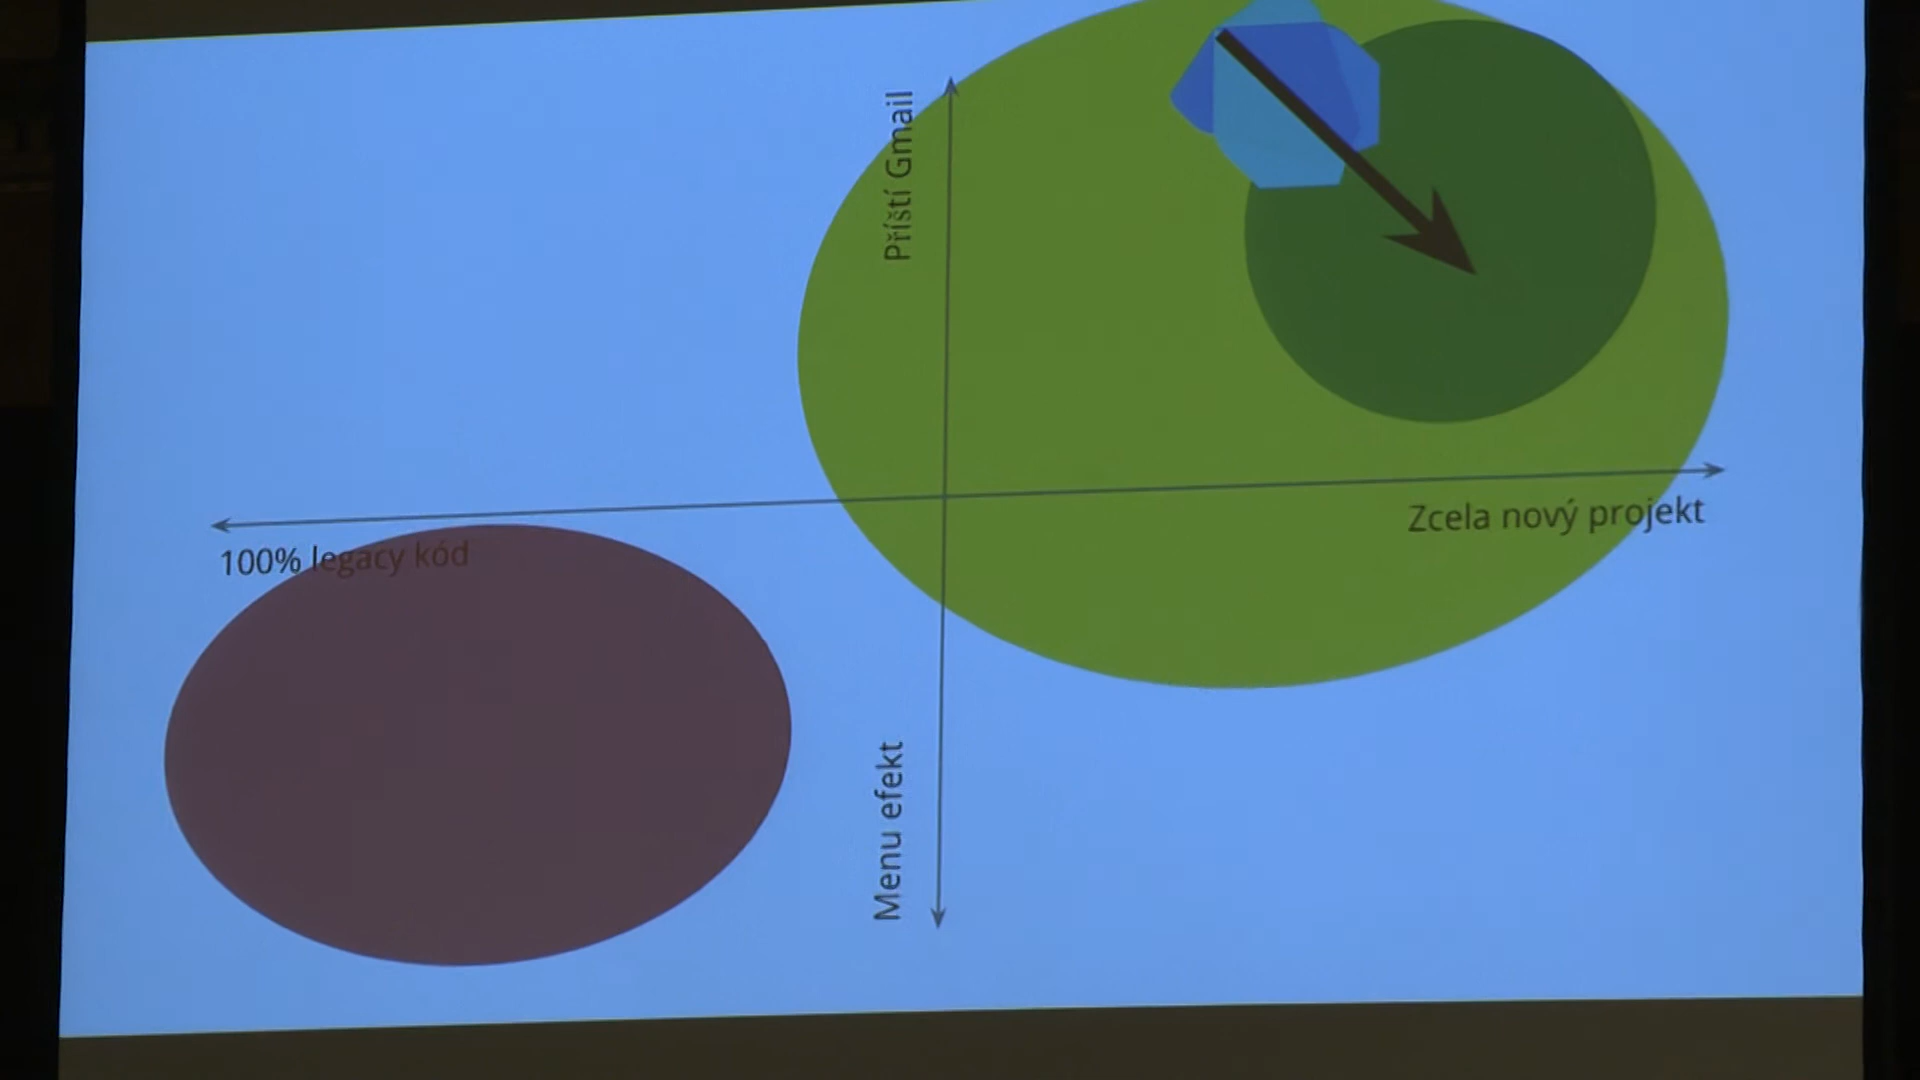 Příští Gmail
Zcela nový projekt
100% legacy kód
Menu efekt